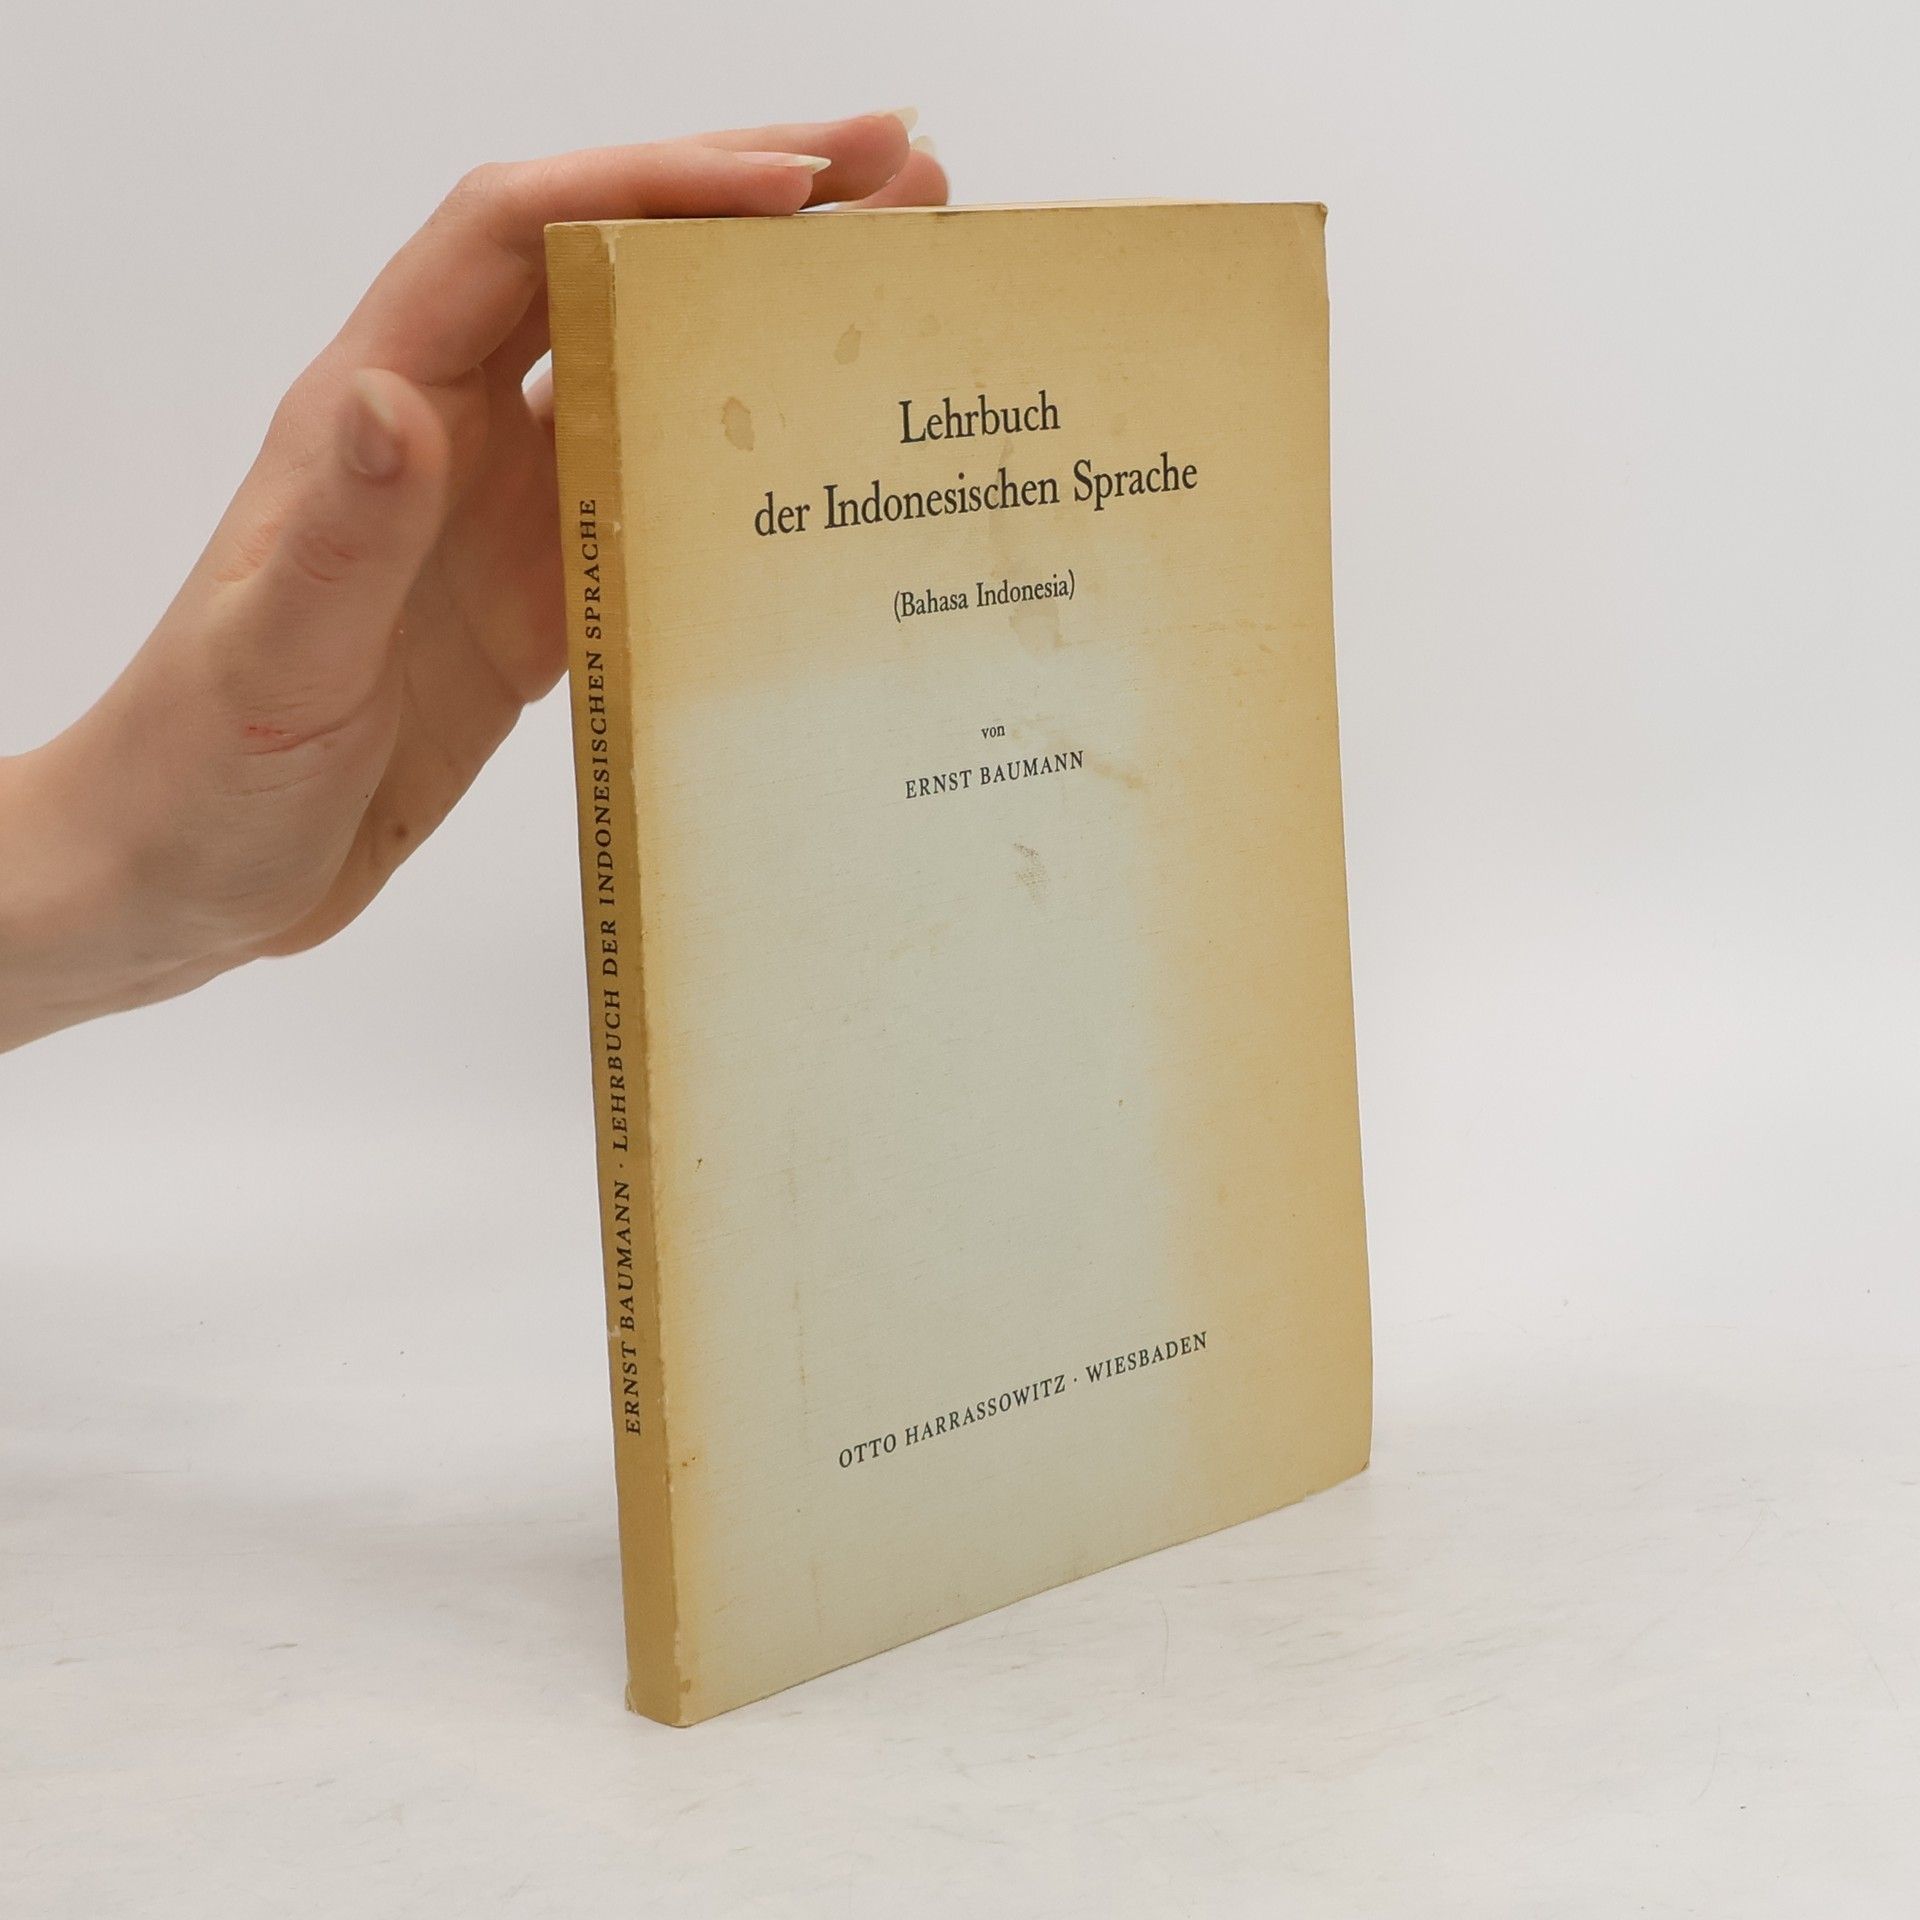 Lehrbuch
der Indonesischen Sprache
(Bahasa Indonesia)
von
ERNST BAUMANN
OTTO HARRASSOWITZ · WIESBADEN
ERNST BAUMANN · LEHRBUCH DER INDONESISCHEN SPRACHE